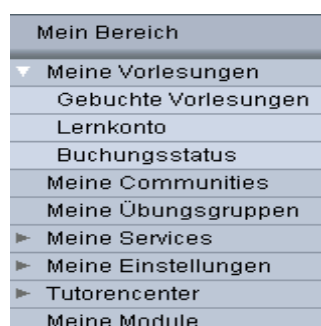 Mein Bereich
Meine Vorlesungen
Gebuchte Vorlesungen
Lernkonto
Buchungsstatus
Meine Communities
Meine Übungsgruppen
Meine Services
Meine Einstellungen
Tutorencenter
Meine Module